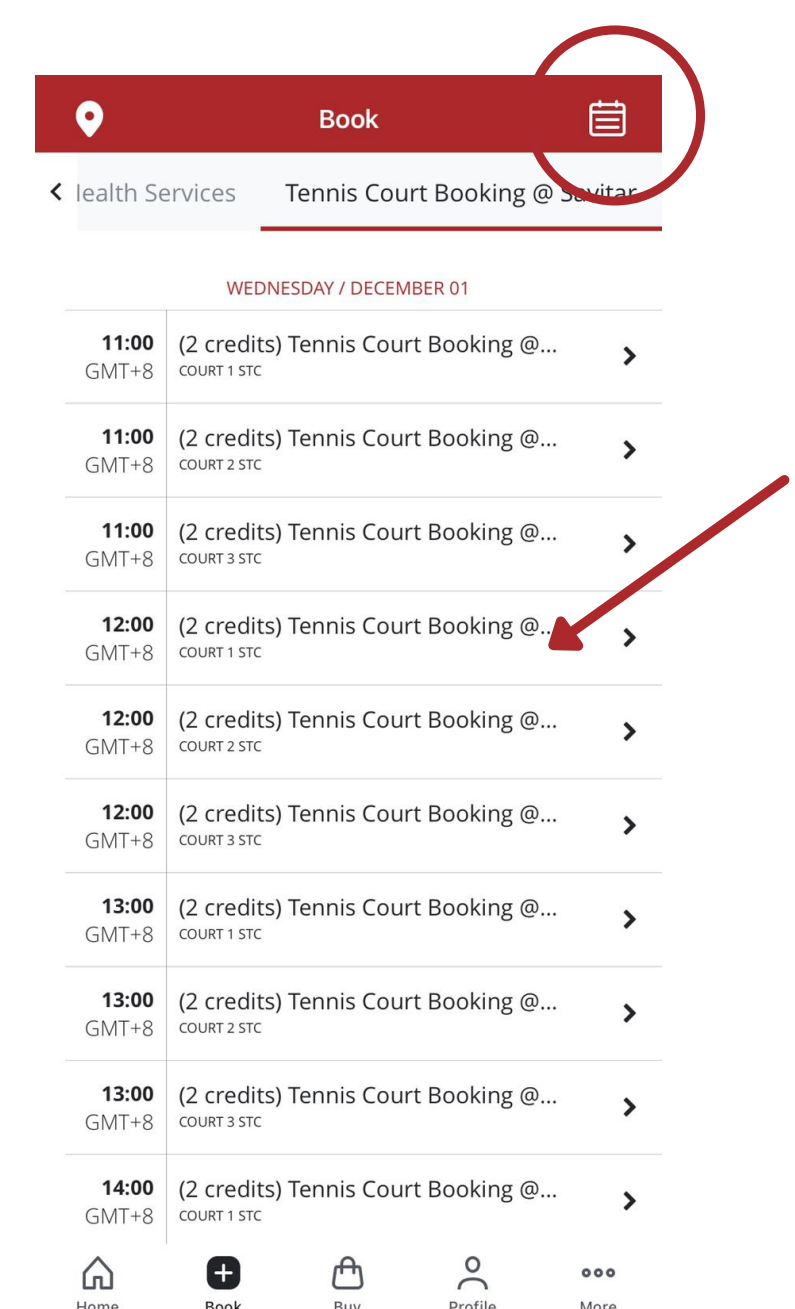 Book
lealth Services Tennis Court Booking @ Savitar
WEDNESDAY / DECEMBER 01
11:00 (2 credits) Tennis Court Booking @...
GMT+8 COURT 1 STC
11:00 (2 credits) Tennis Court Booking @...
GMT+8 COURT 2 STC
11:00 (2 credits) Tennis Court Booking @...
GMT+8 COURT 3 STC
12:00 (2 credits) Tennis Court Booking @...
GMT+8 COURT 1 STC
12:00 (2 credits) Tennis Court Booking @...
GMT+8 COURT 2 STC
12:00 (2 credits) Tennis Court Booking @...
GMT+8 COURT 3 STC
13:00 (2 credits) Tennis Court Booking @...
GMT+8 COURT 1 STC
13:00 (2 credits) Tennis Court Booking @...
GMT+8 COURT 2 STC
13:00 (2 credits) Tennis Court Booking @...
GMT+8 COURT 3 STC
14:00 (2 credits) Tennis Court Booking @...
GMT+8 COURT 1 STC
Home Book Buy Profile More